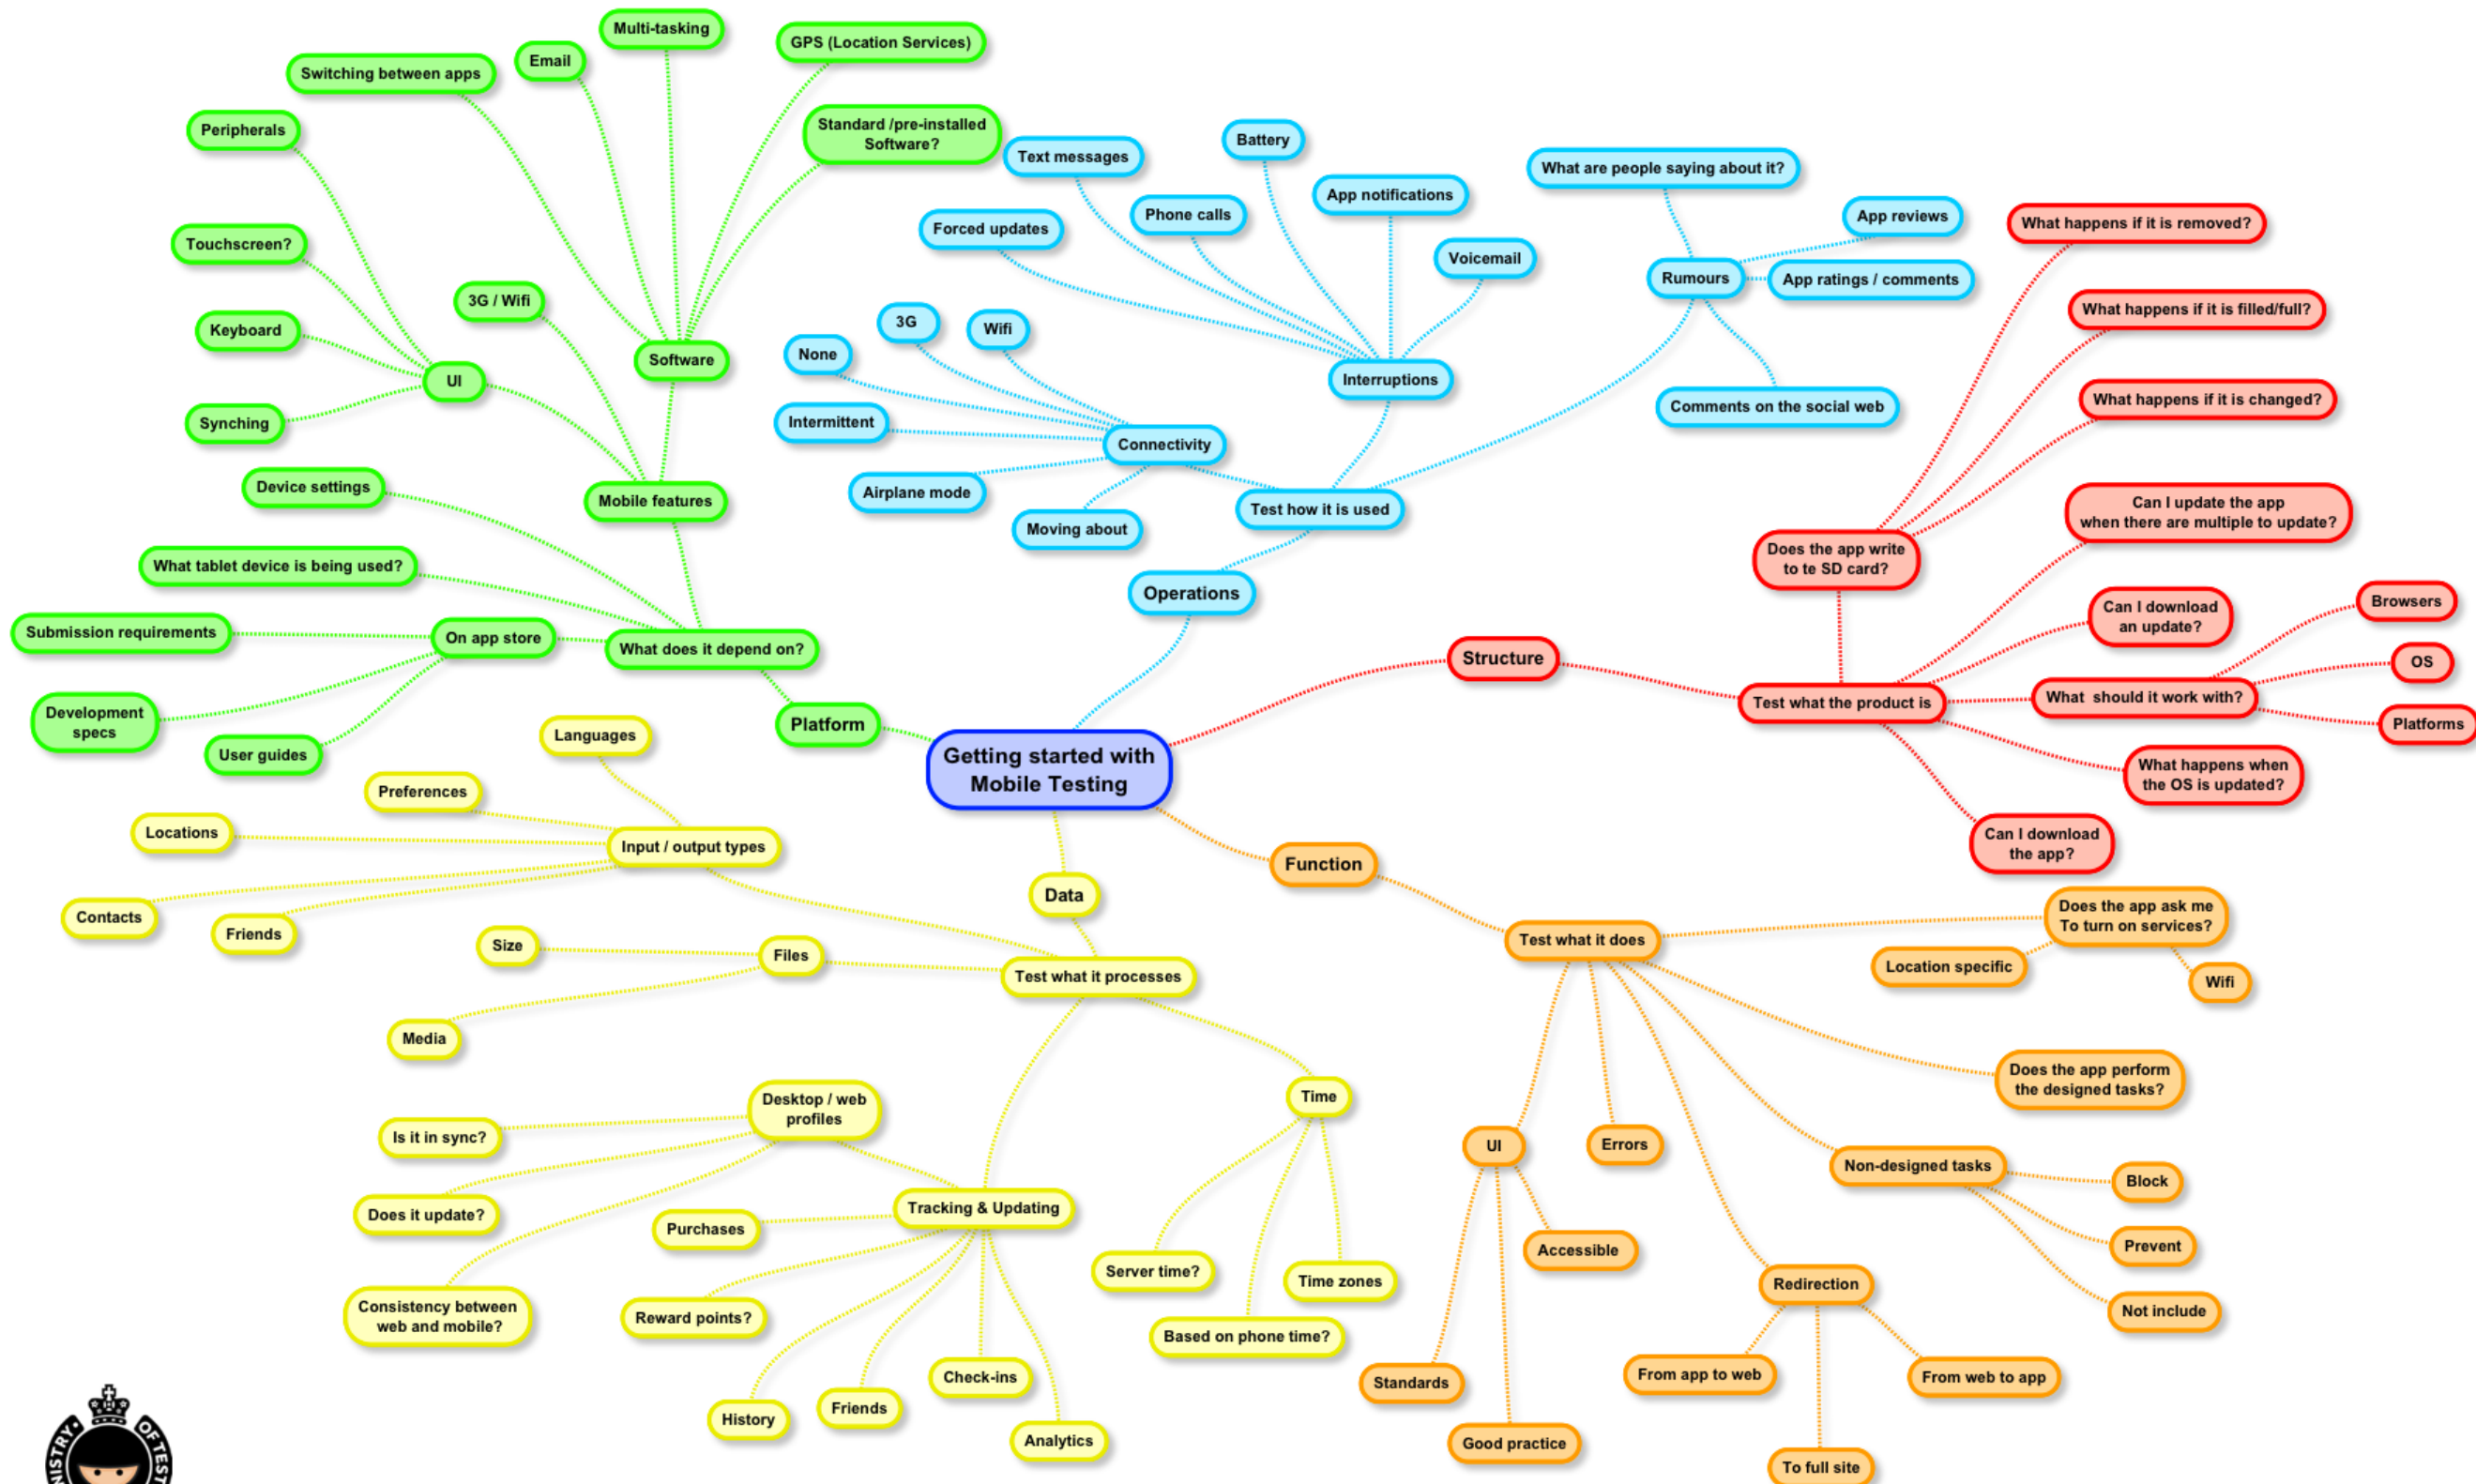 Multi-tasking
GPS (Location Services)
Email
Switching between apps
Peripherals
Standard /pre-installed
Software?
Touchscreen?
3G / Wifi
Keyboard
Software
UI
Synching
Device settings
Mobile features
What tablet device is being used?
Submission requirements
On app store
What does it depend on?
Development
specs
User guides
Platform
Text messages
Battery
App notifications
Phone calls
Forced updates
Voicemail
3G
Wifi
None
Interruptions
Intermittent
Connectivity
Airplane mode
Moving about
Test how it is used
Operations
What are people saying about it?
App reviews
Rumours
App ratings / comments
Comments on the social web
What happens if it is removed?
What happens if it is filled/full?
What happens if it is changed?
Can I update the app
when there are multiple to update?
Does the app write
to te SD card?
Can I download
an update?
Browsers
Structure
OS
Test what the product is
What should it work with?
Platforms
What happens when
the OS is updated?
Can I download
the app?
Getting started with
Mobile Testing
Languages
Preferences
Locations
Input / output types
Contacts
Friends
Data
Size
Files
Test what it processes
Media
Desktop / web
profiles
Is it in sync?
Does it update?
Consistency between
web and mobile?
Tracking & Updating
Purchases
Reward points?
History
Friends
Check-ins
Analytics
Time
Server time?
Time zones
Based on phone time?
Function
Test what it does
Does the app ask me
To turn on services?
Location specific
Wifi
Does the app perform
the designed tasks?
UI
Errors
Non-designed tasks
Block
Prevent
Not include
Accessible
Standards
Good practice
Redirection
From app to web
From web to app
To full site